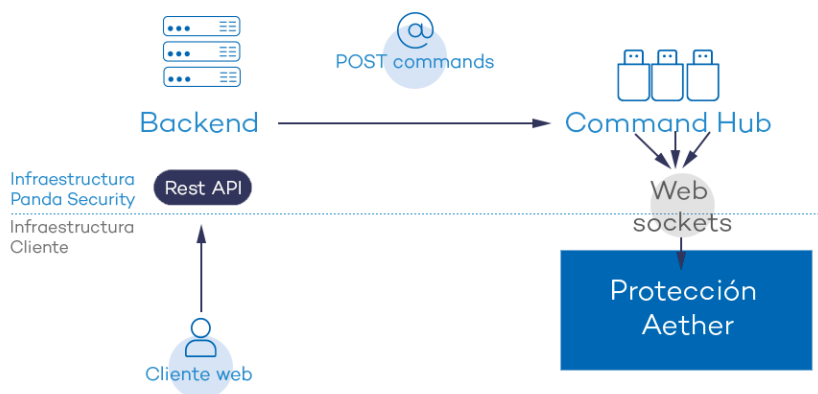 @
POST commands
Backend
Command Hub
Infraestructura
Panda Security
Rest API
Web
sockets
Infraestructura
Cliente
Protección
Aether
Cliente web